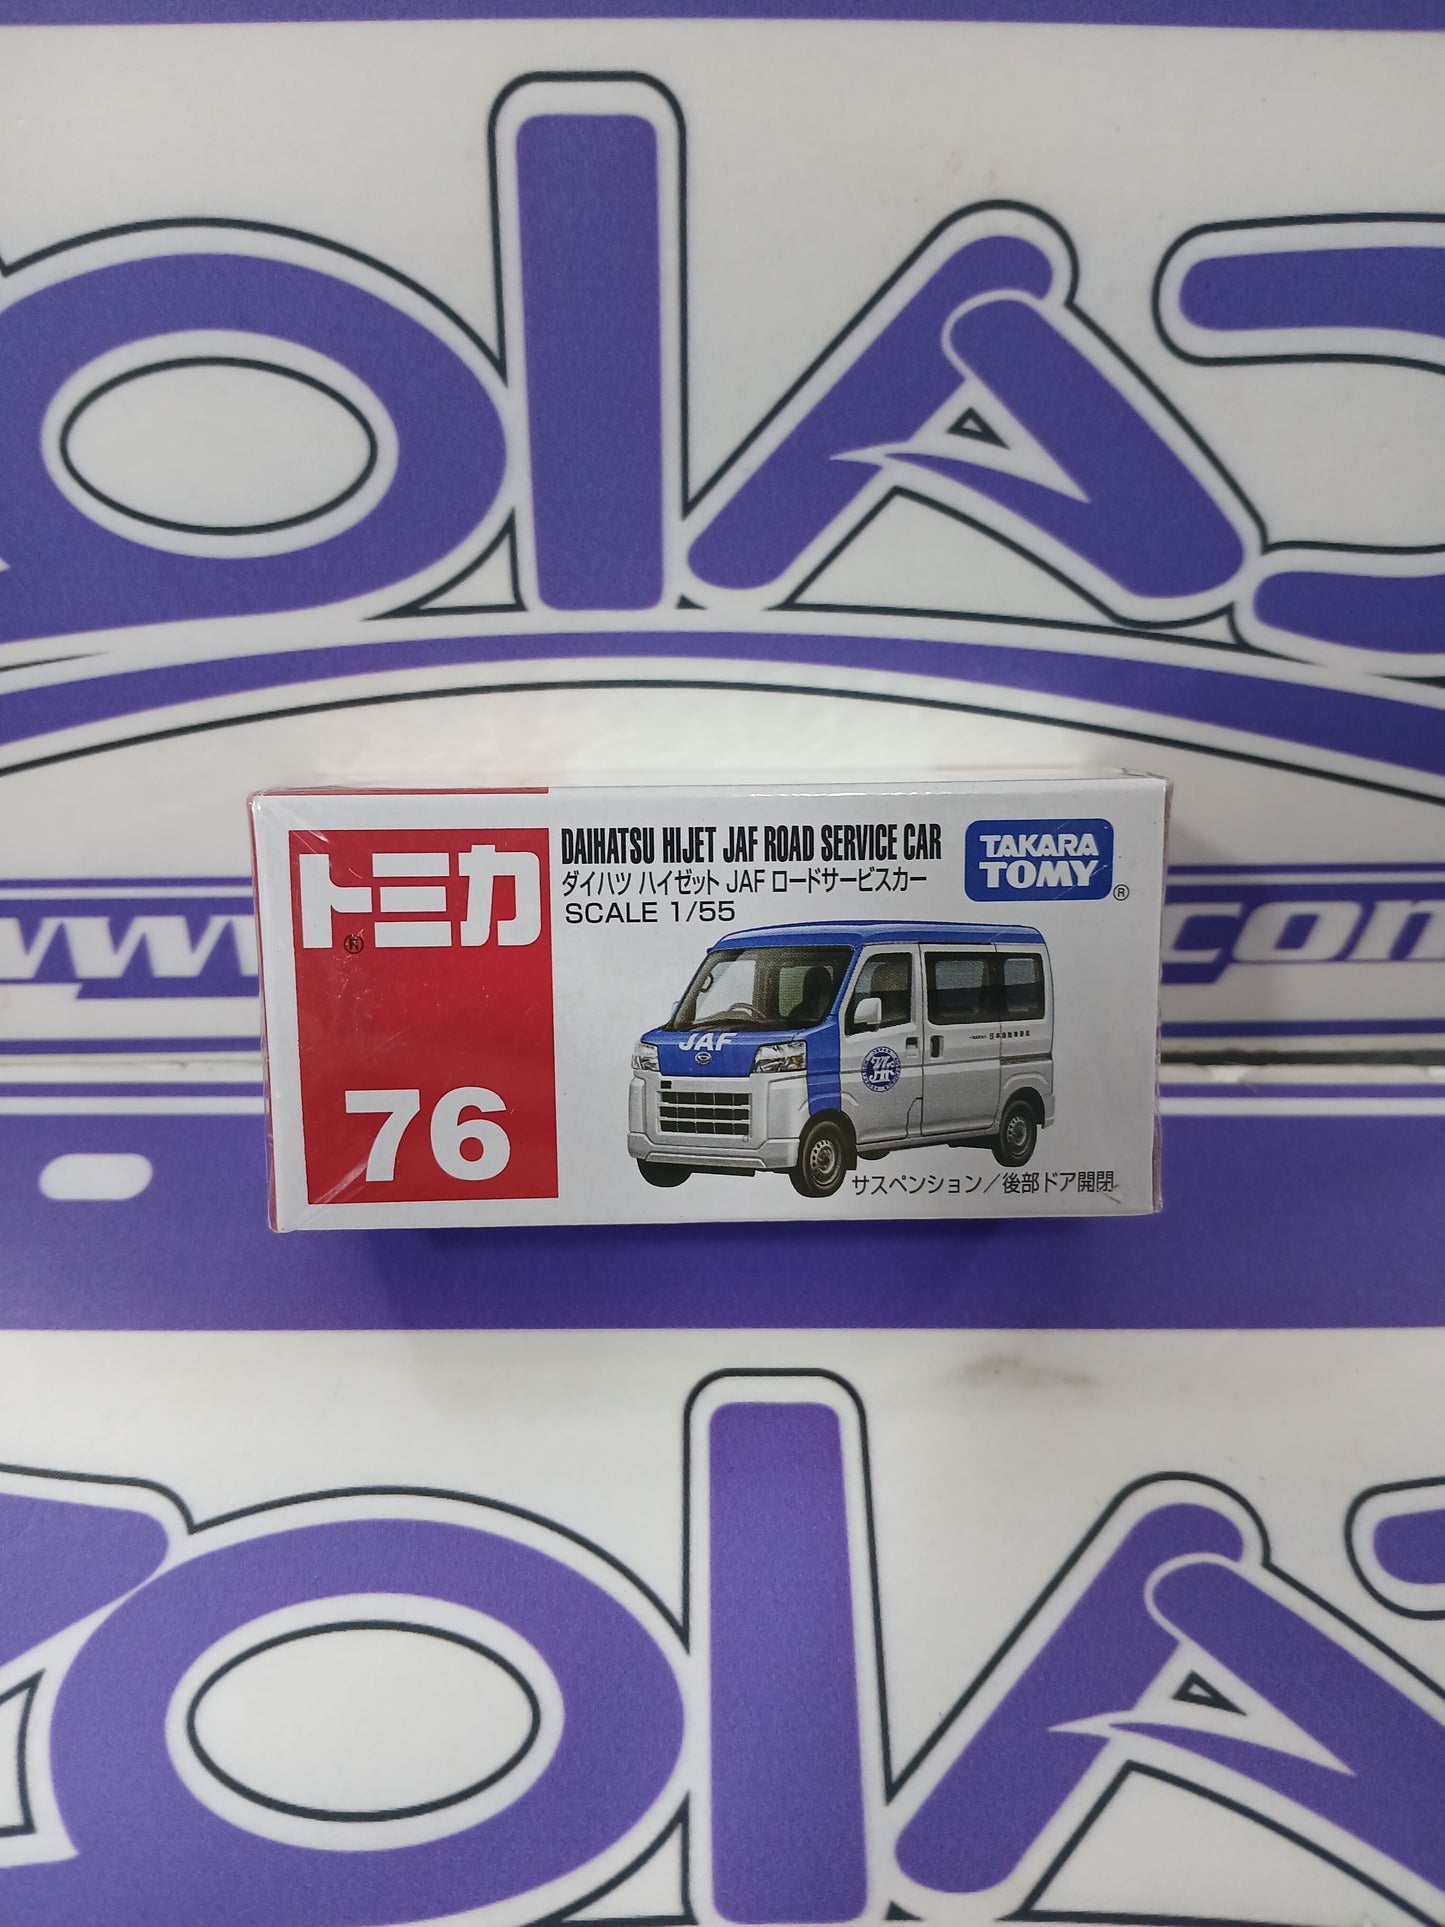 トミカ
®
76
DAIHATSU HIJET JAF ROAD SERVICE CAR
ダイハツ ハイゼット JAF ロードサービスカー
SCALE 1/55
TAKARA
TOMY
®
JAF
サスペンション／後部ドア開閉
www
.com